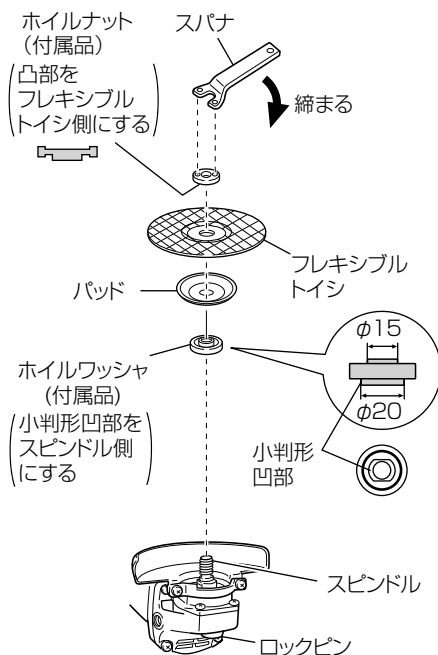 ホイルナット
(付属品)
(凸部を
フレキシブル
トイシ側にする)
スパナ
締まる
フレキシブル
トイシ
パッド
ホイルワッシャ
(付属品)
(小判形凹部を
スピンドル側
にする)
φ15
φ20
小判形
凹部
スピンドル
ロックピン